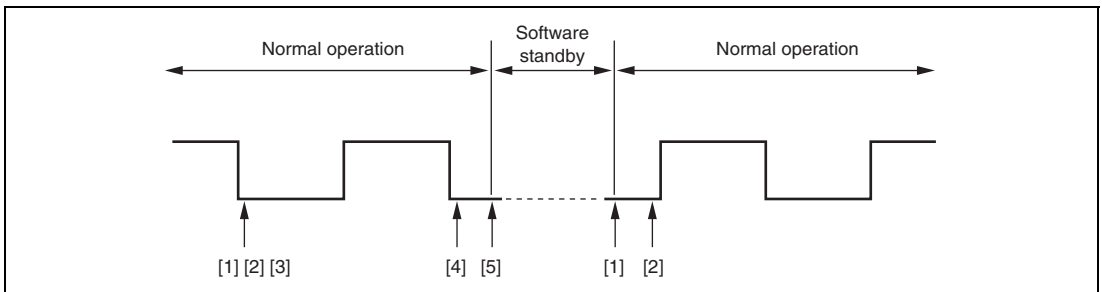 Normal operation
Software
standby
Normal operation
[1] [2] [3]
[4] [5]
[1] [2]